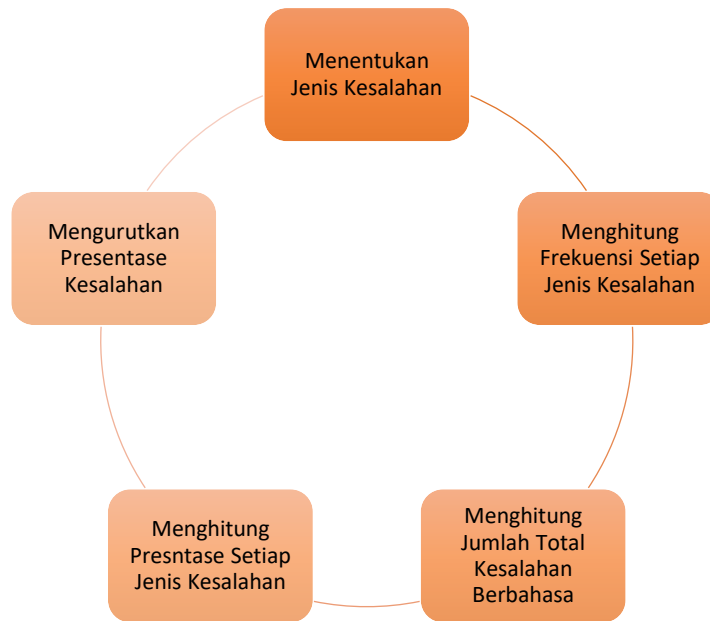 Menentukan
Jenis Kesalahan
Menghitung
Frekuensi Setiap
Jenis Kesalahan
Menghitung
Jumlah Total
Kesalahan
Berbahasa
Menghitung
Presntase Setiap
Jenis Kesalahan
Mengurutkan
Presentase
Kesalahan